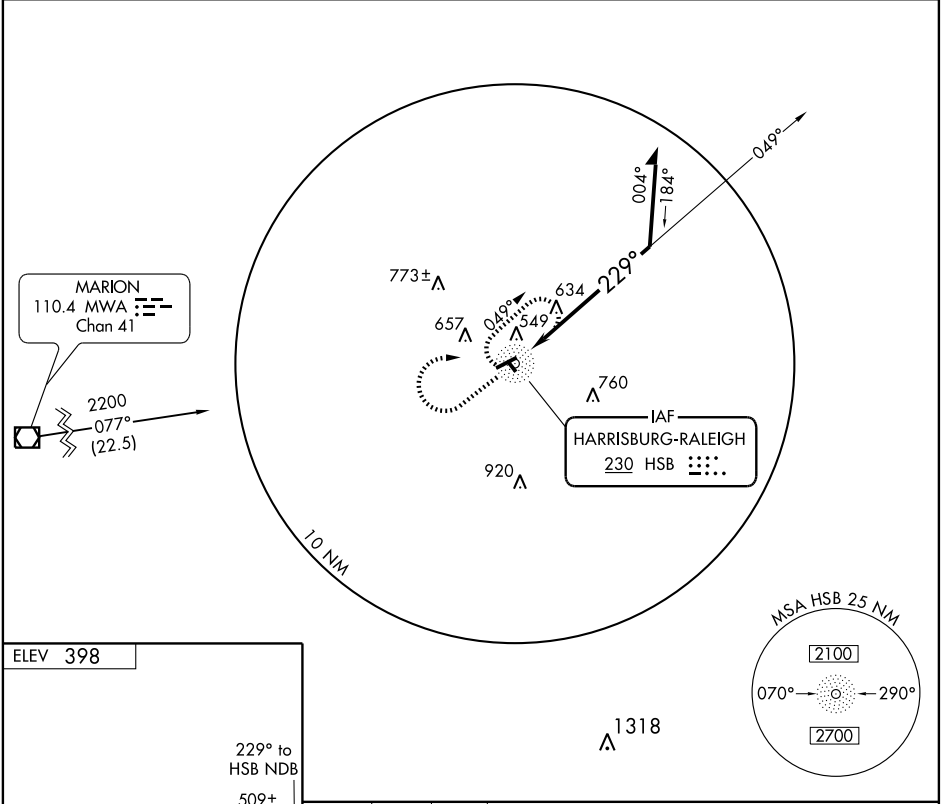 049°
004°
184°
229°
773±
634
049°
549
657
MARION
110.4 MWA
Chan 41
2200
077°
(22.5)
760
IAF
HARRISBURG-RALEIGH
230 HSB
920
10 NM
MSA HSB 25 NM
2100
070°
290°
2700
ELEV 398
1318
229° to
HSB NDB
509±